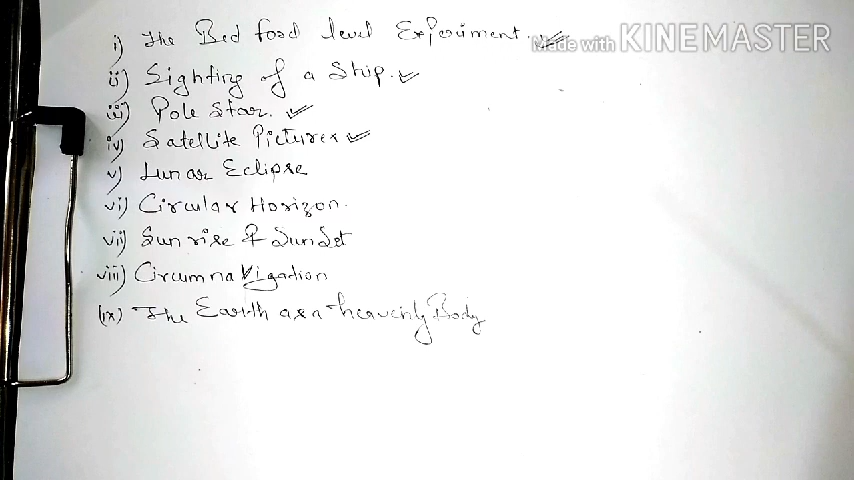 i) The Bed food level Experiment.
Made with KINEMASTER
ii) Sighting of a Ship.
iii) Pole Star.
iv) Satellite Pictures
v) Lunar Eclipse
vi) Circular Horizon.
vii) Sunrise & SunSet
viii) Circumnavigation
(ix) The Earth as a heavenly Body